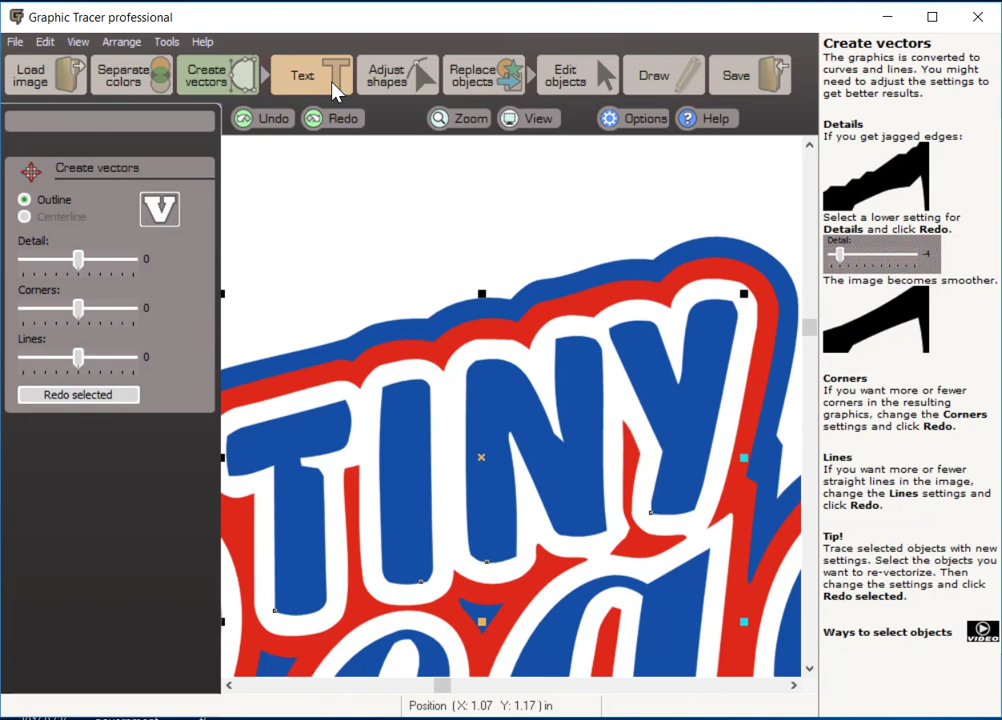 Graphic Tracer professional
File Edit View Arrange Tools Help
Load image
Separate colors
Create vectors
Text
Adjust shapes
Replace objects
Edit objects
Draw
Save
Undo Redo Zoom View Options Help
Create vectors
Outline
V
Centerline
Detail:
0
Corners:
0
Lines:
0
Redo selected
TINY
Position (X: 1.07 Y: 1.17) in
Create vectors
The graphics is converted to
curves and lines. You might
need to adjust the settings to
get better results.
Details
If you get jagged edges:
Select a lower setting for
Details and click Redo.
Detail:
-4
The image becomes smoother.
Corners
If you want more or fewer
corners in the resulting
graphics, change the Corners
settings and click Redo.
Lines
If you want more or fewer
straight lines in the image,
change the Lines settings and
click Redo.
Tip!
Trace selected objects with new
settings. Select the objects you
want to re-vectorize. Then
change the settings and click
Redo selected.
Ways to select objects
VIDEO